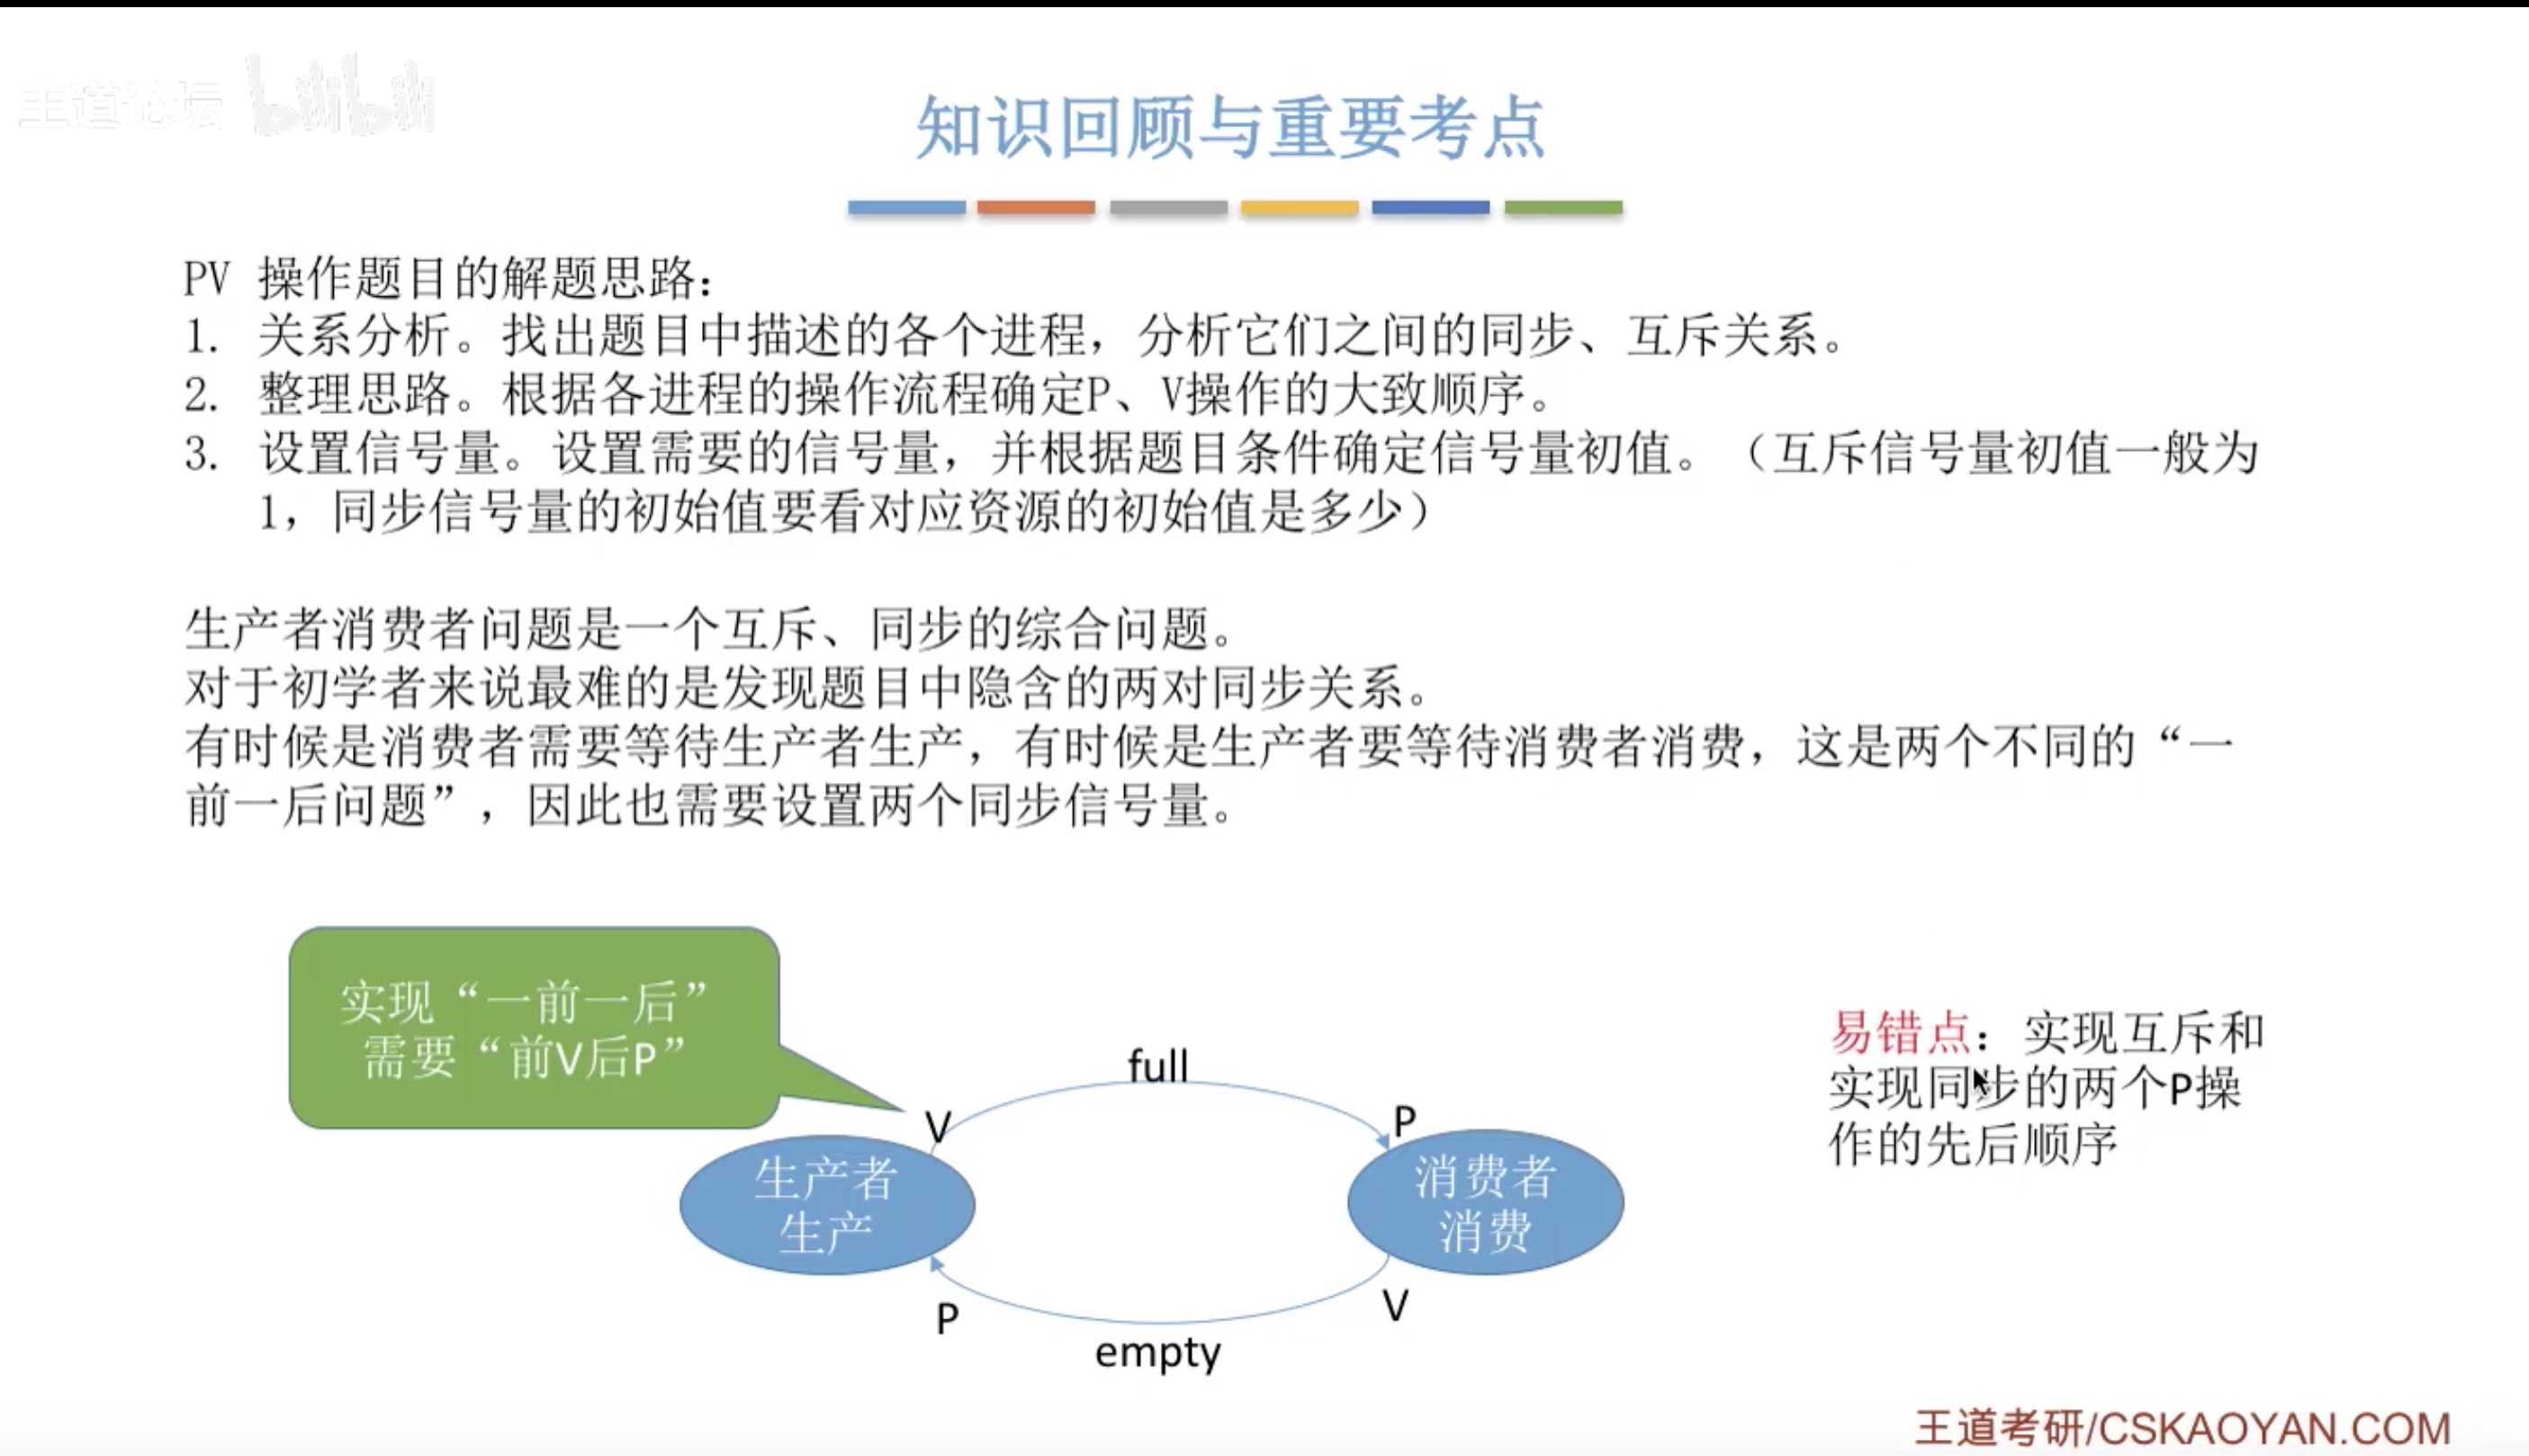 王道论坛 bilibili
知识回顾与重要考点
PV 操作题目的解题思路：
1. 关系分析。找出题目中描述的各个进程，分析它们之间的同步、互斥关系。
2. 整理思路。根据各进程的操作流程确定P、V操作的大致顺序。
3. 设置信号量。设置需要的信号量，并根据题目条件确定信号量初值。（互斥信号量初值一般为
1，同步信号量的初始值要看对应资源的初始值是多少）
生产者消费者问题是一个互斥、同步的综合问题。
对于初学者来说最难的是发现题目中隐含的两对同步关系。
有时候是消费者需要等待生产者生产，有时候是生产者要等待消费者消费，这是两个不同的“一
前一后问题”，因此也需要设置两个同步信号量。
实现“一前一后”
需要“前V后P”
full
V
P
生产者
生产
消费者
消费
P
V
empty
易错点：实现互斥和
实现同步的两个P操
作的先后顺序
王道考研/CSKAOYAN.COM